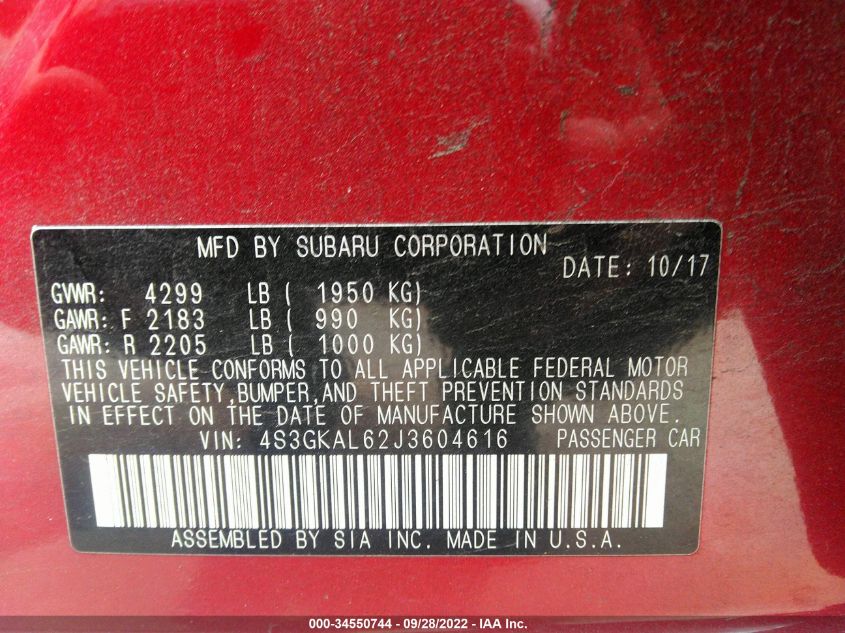 MFD BY SUBARU CORPORATION
DATE: 10/17
GVWR: 4299 LB ( 1950 KG)
GAWR: F 2183 LB ( 990 KG)
GAWR: R 2205 LB ( 1000 KG)
THIS VEHICLE CONFORMS TO ALL APPLICABLE FEDERAL MOTOR
VEHICLE SAFETY,BUMPER,AND THEFT PREVENTION STANDARDS
IN EFFECT ON THE DATE OF MANUFACTURE SHOWN ABOVE.
VIN: 4S3GKAL62J3604616 PASSENGER CAR
ASSEMBLED BY SIA INC. MADE IN U.S.A.
000-34550744 - 09/28/2022 - IAA Inc.